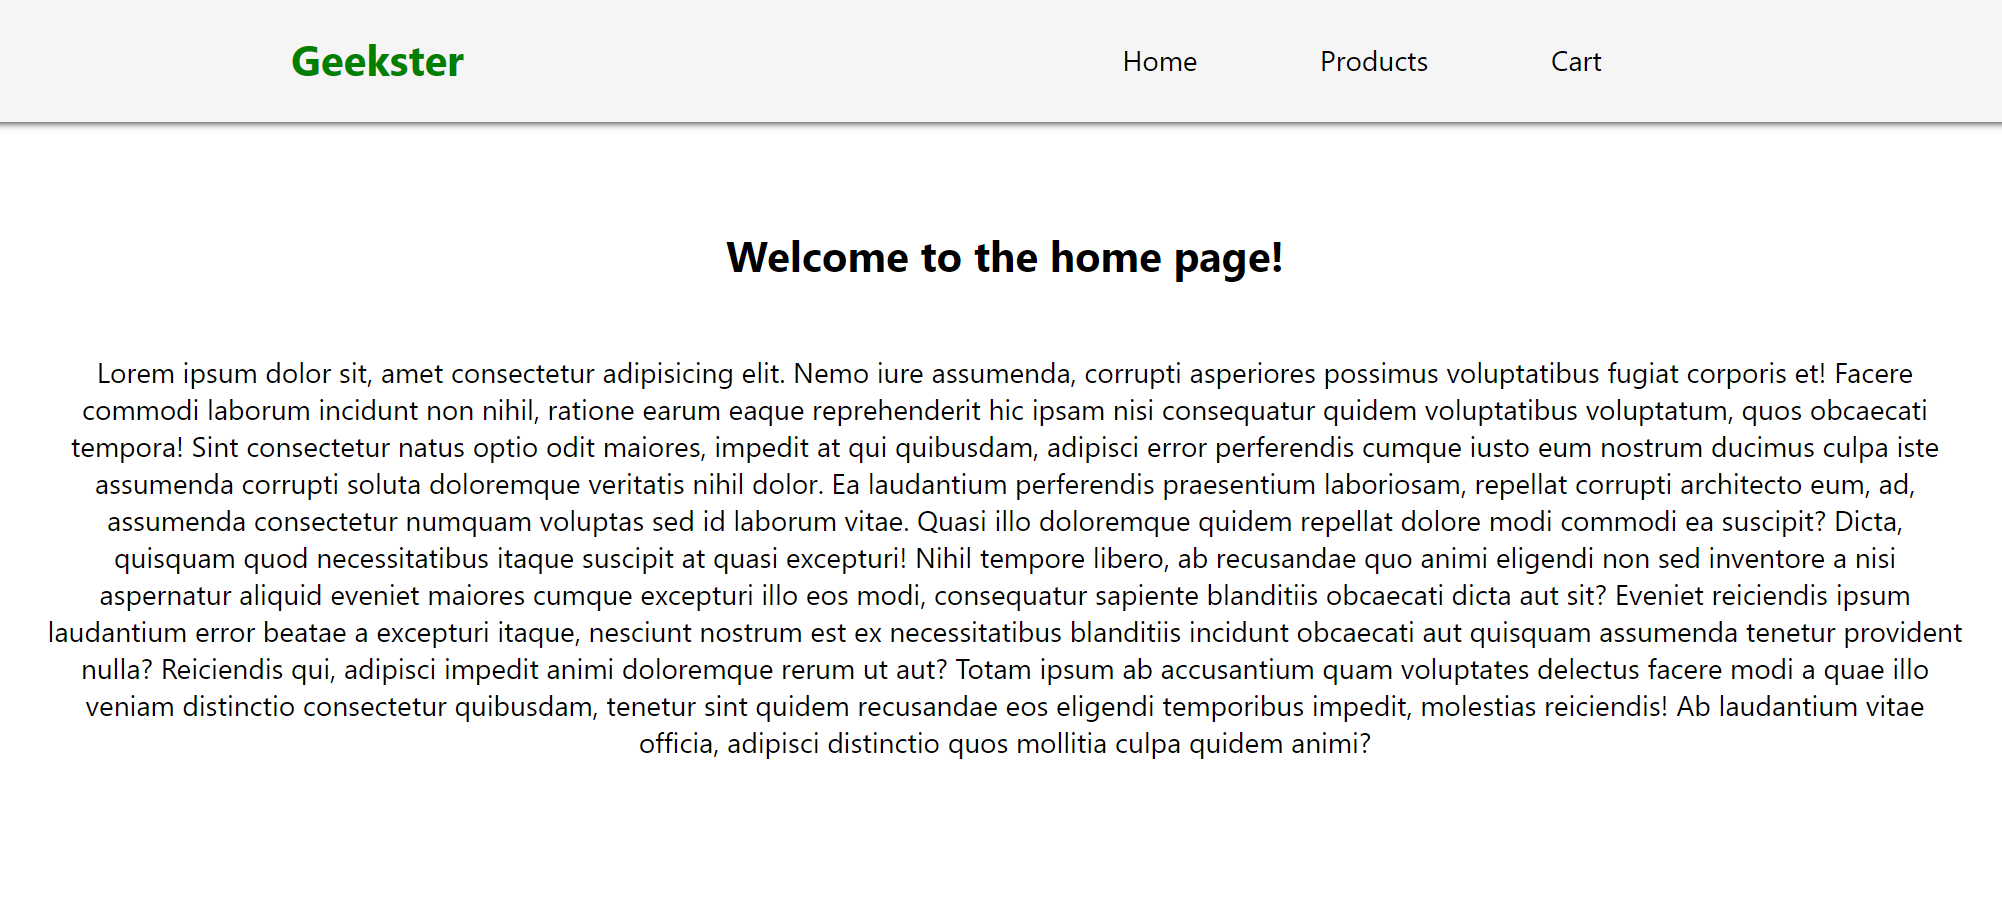 Geekster
Home
Products
Cart
Welcome to the home page!
Lorem ipsum dolor sit, amet consectetur adipisicing elit. Nemo iure assumenda, corrupti asperiores possimus voluptatibus fugiat corporis et! Facere
commodi laborum incidunt non nihil, ratione earum eaque reprehenderit hic ipsam nisi consequatur quidem voluptatibus voluptatum, quos obcaecati
tempora! Sint consectetur natus optio odit maiores, impedit at qui quibusdam, adipisci error perferendis cumque iusto eum nostrum ducimus culpa iste
assumenda corrupti soluta doloremque veritatis nihil dolor. Ea laudantium perferendis praesentium laboriosam, repellat corrupti architecto eum, ad,
assumenda consectetur numquam voluptas sed id laborum vitae. Quasi illo doloremque quidem repellat dolore modi commodi ea suscipit? Dicta,
quisquam quod necessitatibus itaque suscipit at quasi excepturi! Nihil tempore libero, ab recusandae quo animi eligendi non sed inventore a nisi
aspernatur aliquid eveniet maiores cumque excepturi illo eos modi, consequatur sapiente blanditiis obcaecati dicta aut sit? Eveniet reiciendis ipsum
laudantium error beatae a excepturi itaque, nesciunt nostrum est ex necessitatibus blanditiis incidunt obcaecati aut quisquam assumenda tenetur provident
nulla? Reiciendis qui, adipisci impedit animi doloremque rerum ut aut? Totam ipsum ab accusantium quam voluptates delectus facere modi a quae illo
veniam distinctio consectetur quibusdam, tenetur sint quidem recusandae eos eligendi temporibus impedit, molestias reiciendis! Ab laudantium vitae
officia, adipisci distinctio quos mollitia culpa quidem animi?